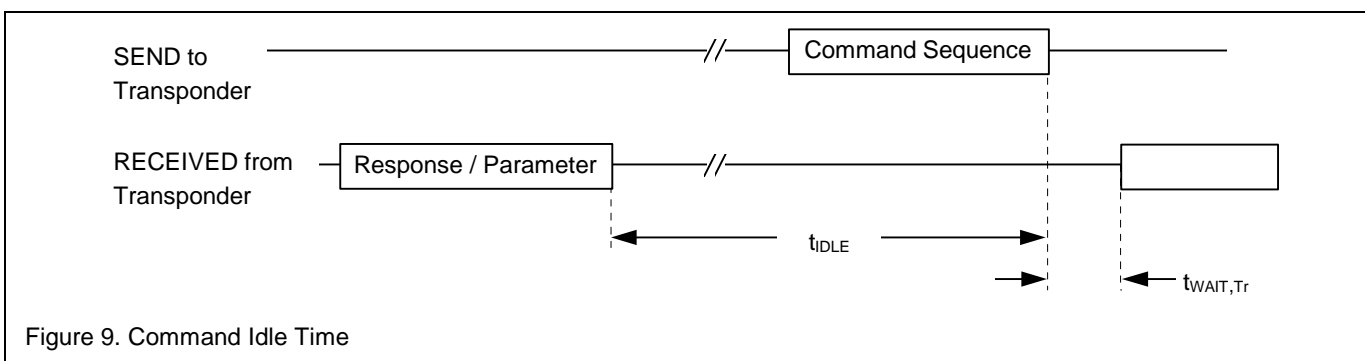 SEND to
Transponder
Command Sequence
RECEIVED from
Transponder
Response / Parameter
tIDLE
tWAIT,Tr
Figure 9. Command Idle Time